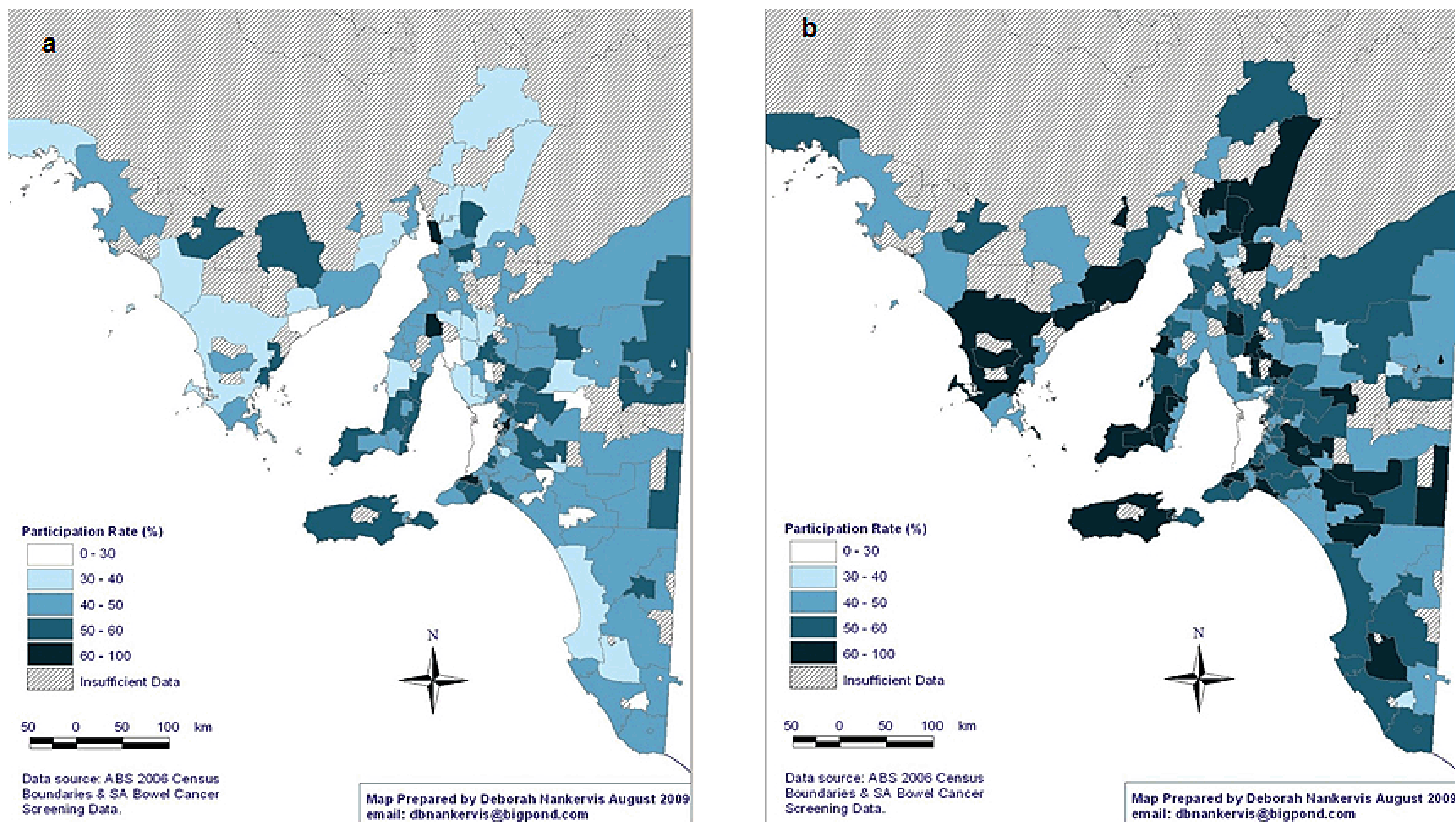 a
N
Participation Rate (%)
0 - 30
30 - 40
40 - 50
50 - 60
60 - 100
Insufficient Data
50 0 50 100 km
Data source: ABS 2006 Census
Boundaries & SA Bowel Cancer
Screening Data.
Map Prepared by Deborah Nankervis August 2009
email: dbnankervis@bigpond.com
b
N
Participation Rate (%)
0 - 30
30 - 40
40 - 50
50 - 60
60 - 100
Insufficient Data
50 0 50 100 km
Data source: ABS 2006 Census
Boundaries & SA Bowel Cancer
Screening Data.
Map Prepared by Deborah Nankervis August 2009
email: dbnankervis@bigpond.com